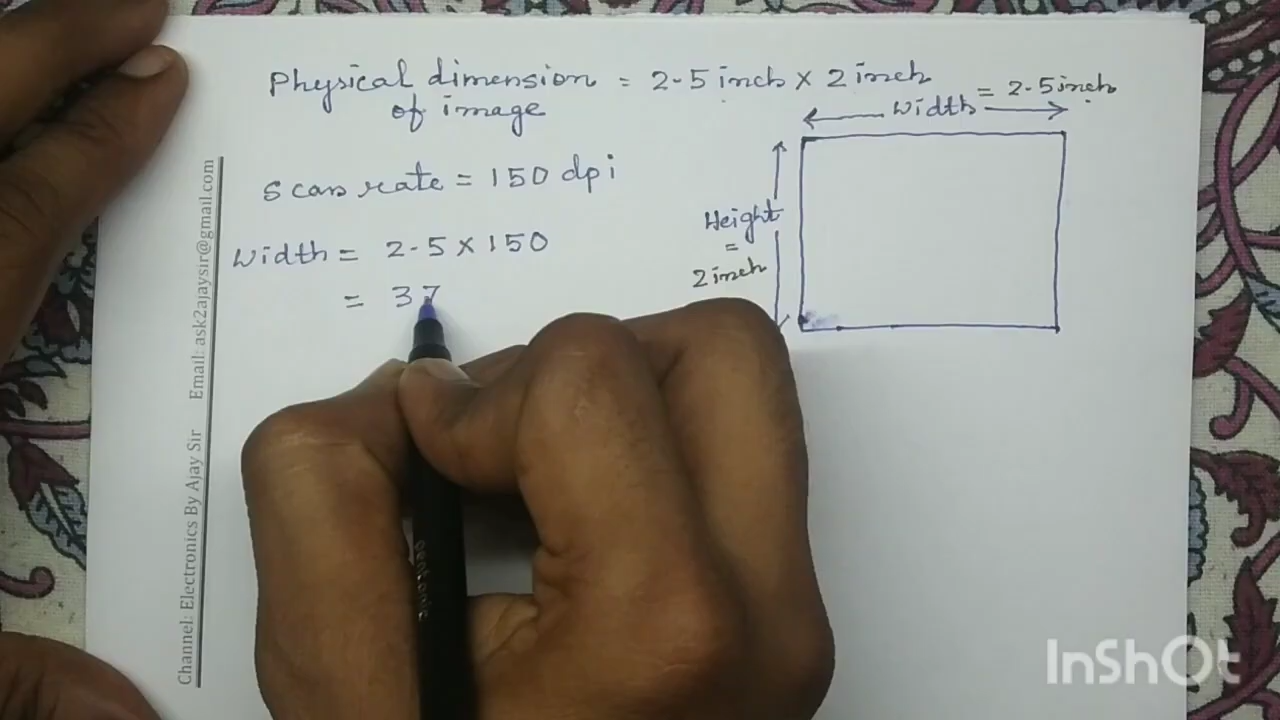 Physical dimension = 2.5 inch × 2 inch
of image
Width = 2.5 inch
Scan rate = 150 dpi
Height
=
2 inch
Width = 2.5 × 150
= 37
Channel: Electronics By Ajay Sir Email: ask2ajaysir@gmail.com
pentonic
InShOt